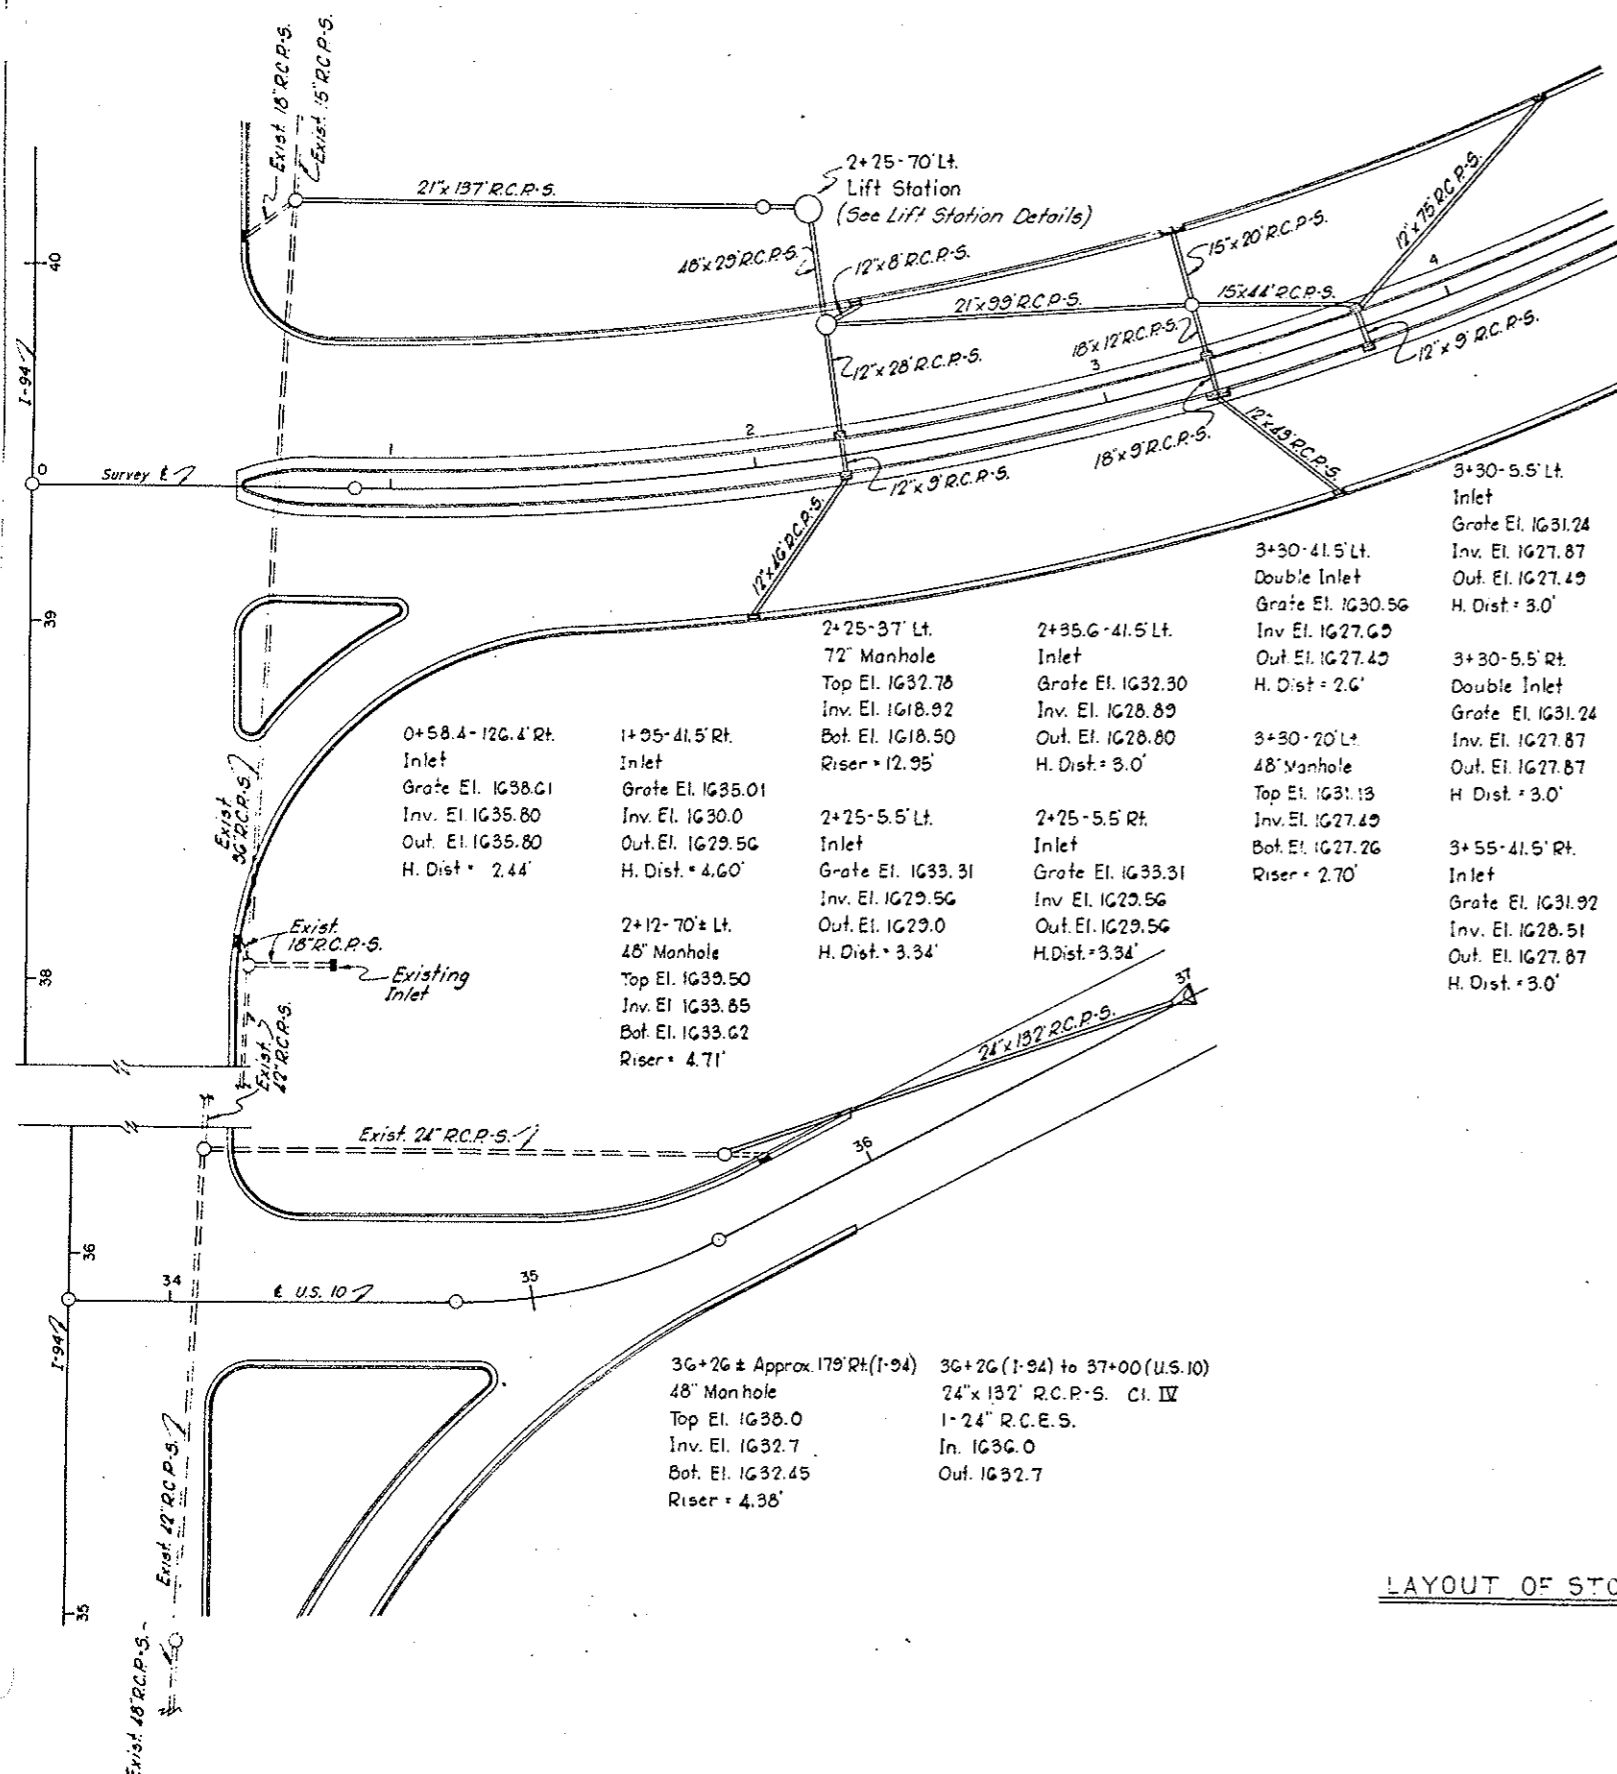 Exist. 18" R.C.P.-S.
Exist. 15" R.C.P.-S.
21" x 137' R.C.P.-S.
2+25-70' Lt.
Lift Station
(See Lift Station Details)
48" x 29' R.C.P.-S.
12" x 8' R.C.P.-S.
21" x 99' R.C.P.-S.
15" x 20' R.C.P.-S.
12" x 75' R.C.P.-S.
15" x 44' R.C.P.-S.
18" x 12' R.C.P.-S.
12" x 9' R.C.P.-S.
12" x 28' R.C.P.-S.
40
I-94
0
Survey ℄
1
2
3
4
12" x 9' R.C.P.-S.
18" x 9' R.C.P.-S.
12" x 49' R.C.P.-S.
12" x 46' R.C.P.-S.
39
3+30-5.5' Lt.
Inlet
Grate El. 1631.24
Inv. El. 1627.87
Out. El. 1627.49
H. Dist. = 3.0'
3+30-41.5' Lt.
Double Inlet
Grate El. 1630.56
Inv El. 1627.69
Out. El. 1627.49
H. Dist = 2.6'
2+25-37' Lt.
72" Manhole
Top El. 1632.78
Inv. El. 1618.92
Bot. El. 1618.50
Riser = 12.95'
2+35.6-41.5' Lt.
Inlet
Grate El. 1632.30
Inv. El. 1628.89
Out. El. 1628.80
H. Dist. = 3.0'
3+30-5.5' Rt.
Double Inlet
Grate El. 1631.24
Inv. El. 1627.87
Out. El. 1627.87
H Dist. = 3.0'
0+58.4-126.4' Rt.
Inlet
Grate El. 1638.61
Inv. El. 1635.80
Out. El. 1635.80
H. Dist = 2.44'
1+95-41.5' Rt.
Inlet
Grate El. 1635.01
Inv. El. 1630.0
Out. El. 1629.56
H. Dist. = 4.60'
3+30-20' Lt.
48" Manhole
Top El. 1631.13
Inv. El. 1627.49
Bot. El. 1627.26
Riser = 2.70'
2+25-5.5' Lt.
Inlet
Grate El. 1633.31
Inv. El. 1629.56
Out. El. 1629.0
H. Dist. = 3.34'
2+25-5.5' Rt.
Inlet
Grate El. 1633.31
Inv El. 1629.56
Out. El. 1629.56
H. Dist. = 3.34'
3+55-41.5' Rt.
Inlet
Grate El. 1631.92
Inv. El. 1628.51
Out. El. 1627.87
H. Dist. = 3.0'
2+12-70'± Lt.
48" Manhole
Top El. 1639.50
Inv. El 1633.85
Bot. El. 1633.62
Riser = 4.71'
Exist.
36" R.C.P.-S.
Exist.
18" R.C.P.-S.
Existing
Inlet
38
Exist.
42" R.C.P.-S.
24" x 132' R.C.P.-S.
37
Exist. 24" R.C.P.-S.
36
36
34
℄ U.S. 10
35
I-94
36+26 ± Approx. 179' Rt. (I-94)
48" Manhole
Top El. 1638.0
Inv. El. 1632.7
Bot. El. 1632.45
Riser = 4.38'
36+26 (I-94) to 37+00 (U.S. 10)
24" x 132' R.C.P.-S. Cl. IV
1-24" R.C.E.S.
In. 1636.0
Out. 1632.7
Exist. 42" R.C.P.-S.
35
Exist. 48" R.C.P.-S.
LAYOUT OF STO